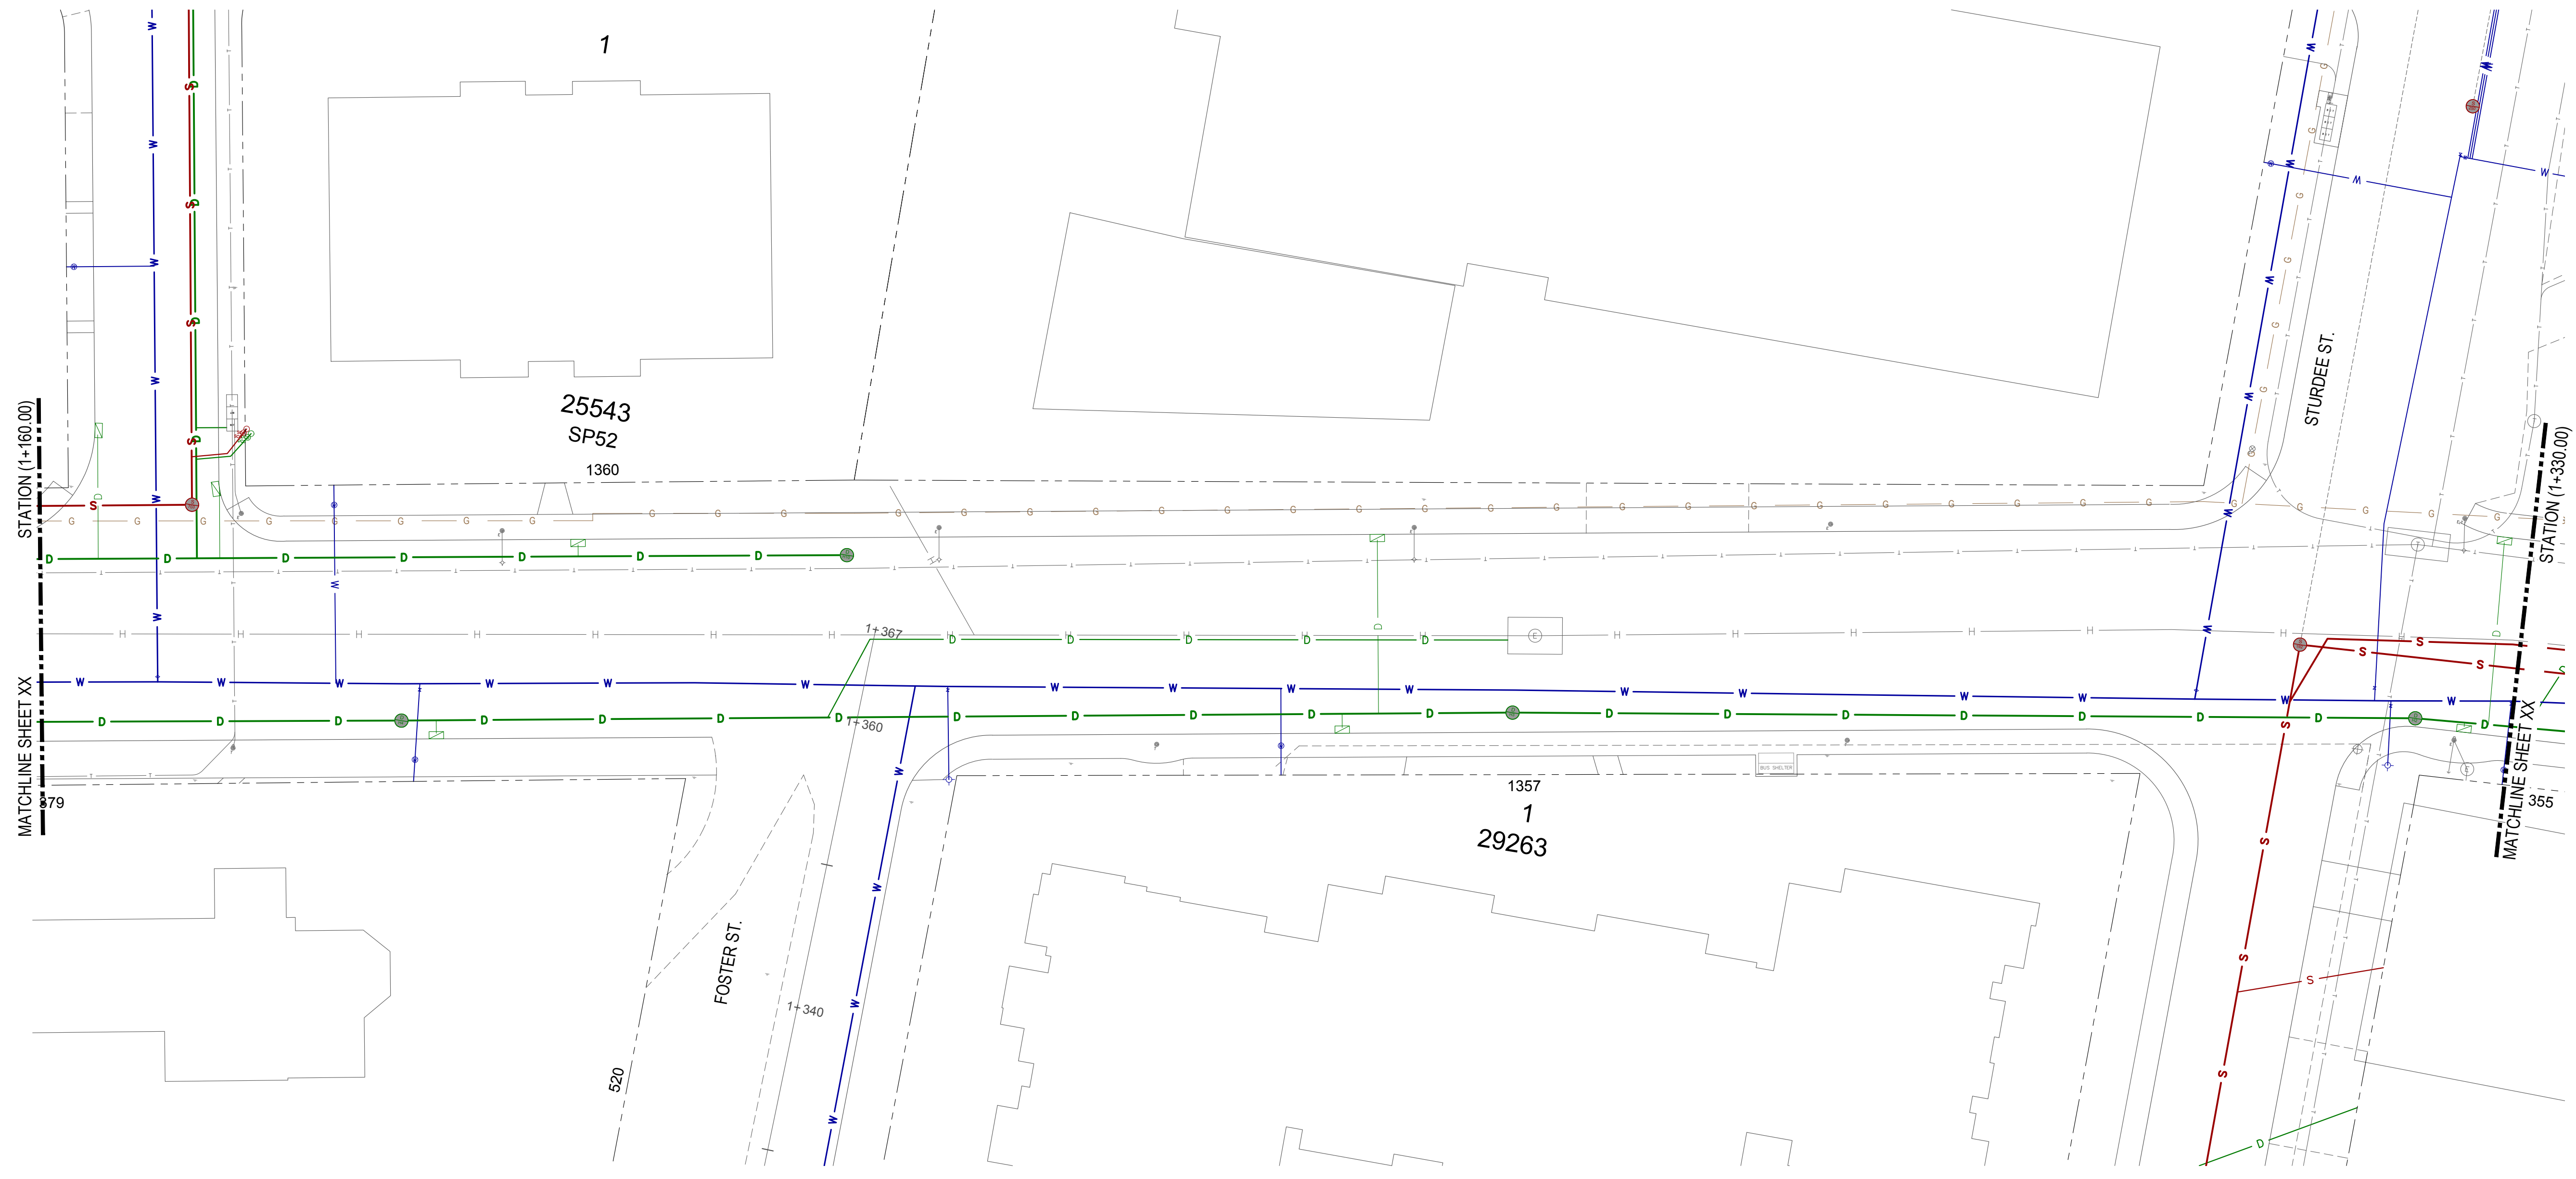 1
25543
SP52
1360
STATION (1+160.00)
MATCHLINE SHEET XX
379
STURDEE ST.
STATION (1+330.00)
MATCHLINE SHEET XX
355
1+367
1+360
1+340
FOSTER ST.
520
BUS SHELTER
1357
1
29263